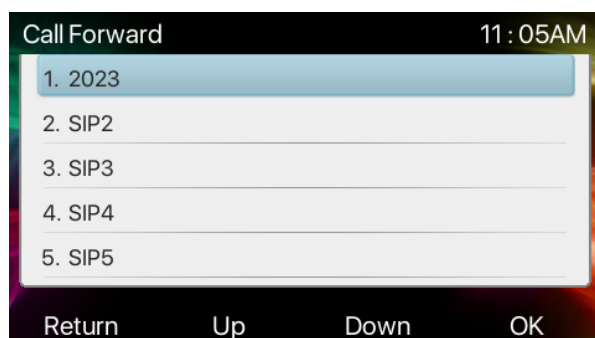 Call Forward 11:05AM
1. 2023
2. SIP2
3. SIP3
4. SIP4
5. SIP5
Return Up Down OK